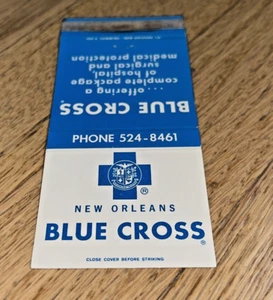 ...offering a
complete package
of hospital,
surgical and
medical protection
BLUE CROSS®
PHONE 524-8461
®
NEW ORLEANS
BLUE CROSS®
CLOSE COVER BEFORE STRIKING